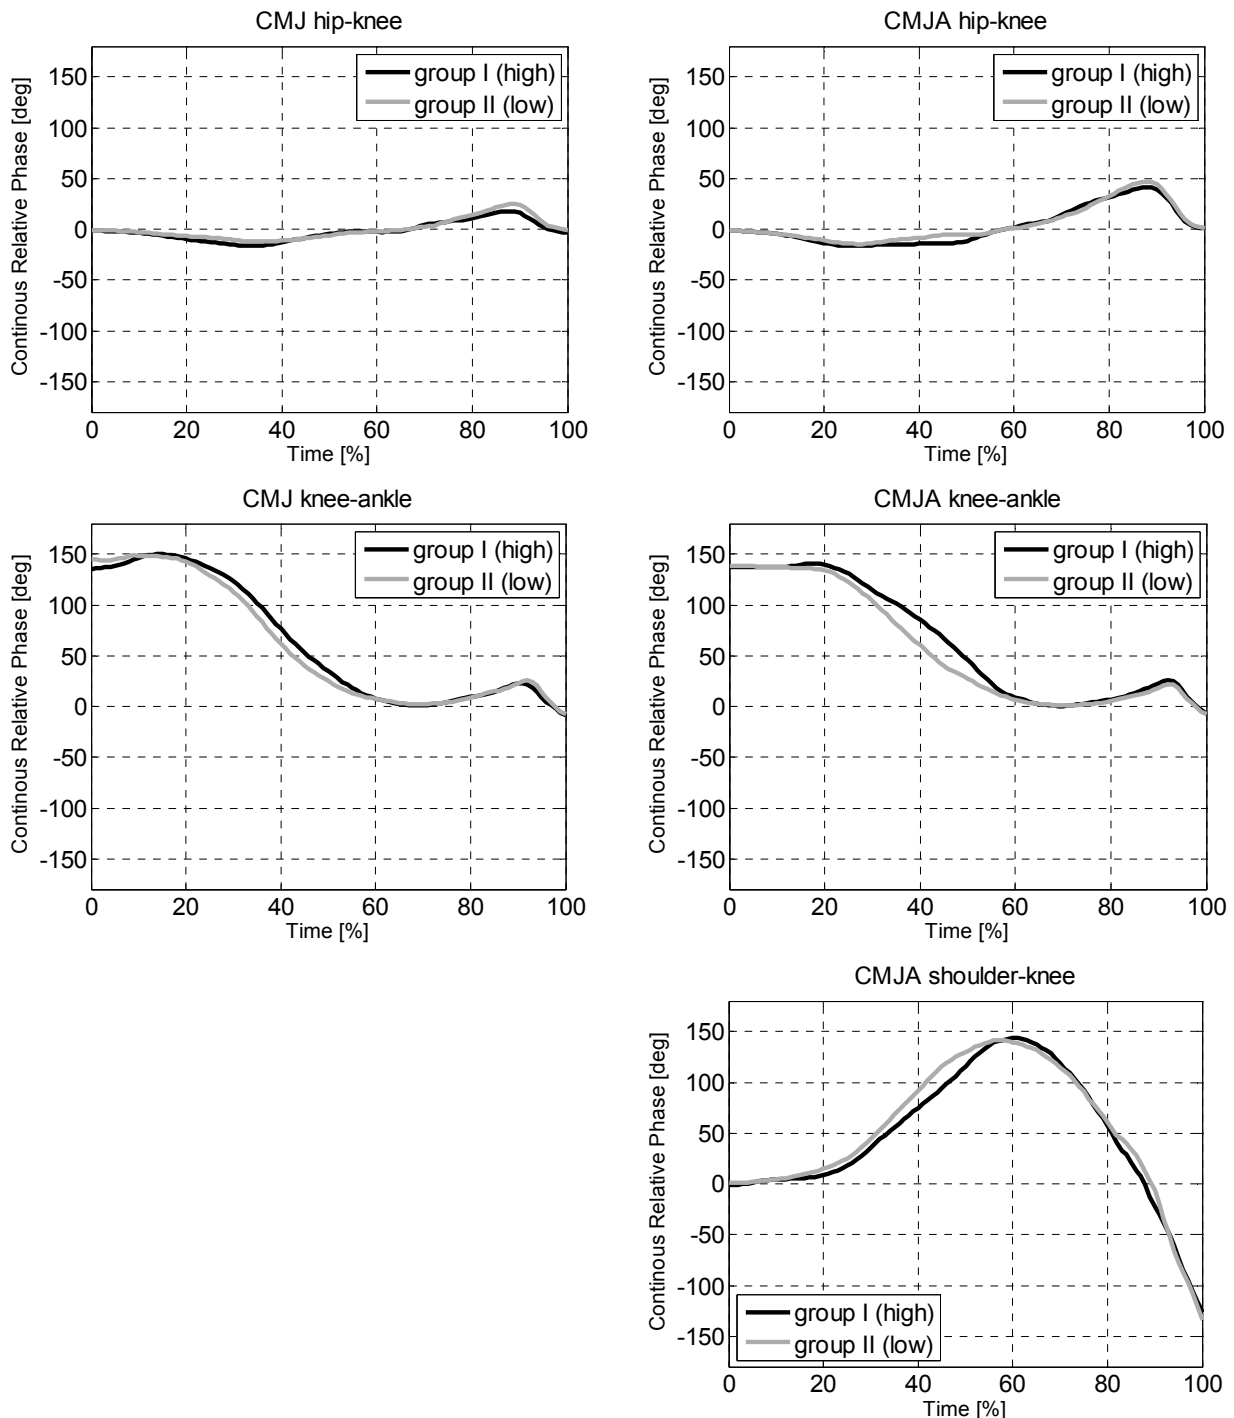 CMJ hip-knee
Continous Relative Phase [deg]
150
100
50
0
-50
-100
-150
group I (high)
group II (low)
0 20 40 60 80 100
Time [%]
CMJA hip-knee
Continous Relative Phase [deg]
150
100
50
0
-50
-100
-150
group I (high)
group II (low)
0 20 40 60 80 100
Time [%]
CMJ knee-ankle
Continous Relative Phase [deg]
150
100
50
0
-50
-100
-150
group I (high)
group II (low)
0 20 40 60 80 100
Time [%]
CMJA knee-ankle
Continous Relative Phase [deg]
150
100
50
0
-50
-100
-150
group I (high)
group II (low)
0 20 40 60 80 100
Time [%]
CMJA shoulder-knee
Continous Relative Phase [deg]
150
100
50
0
-50
-100
-150
group I (high)
group II (low)
0 20 40 60 80 100
Time [%]